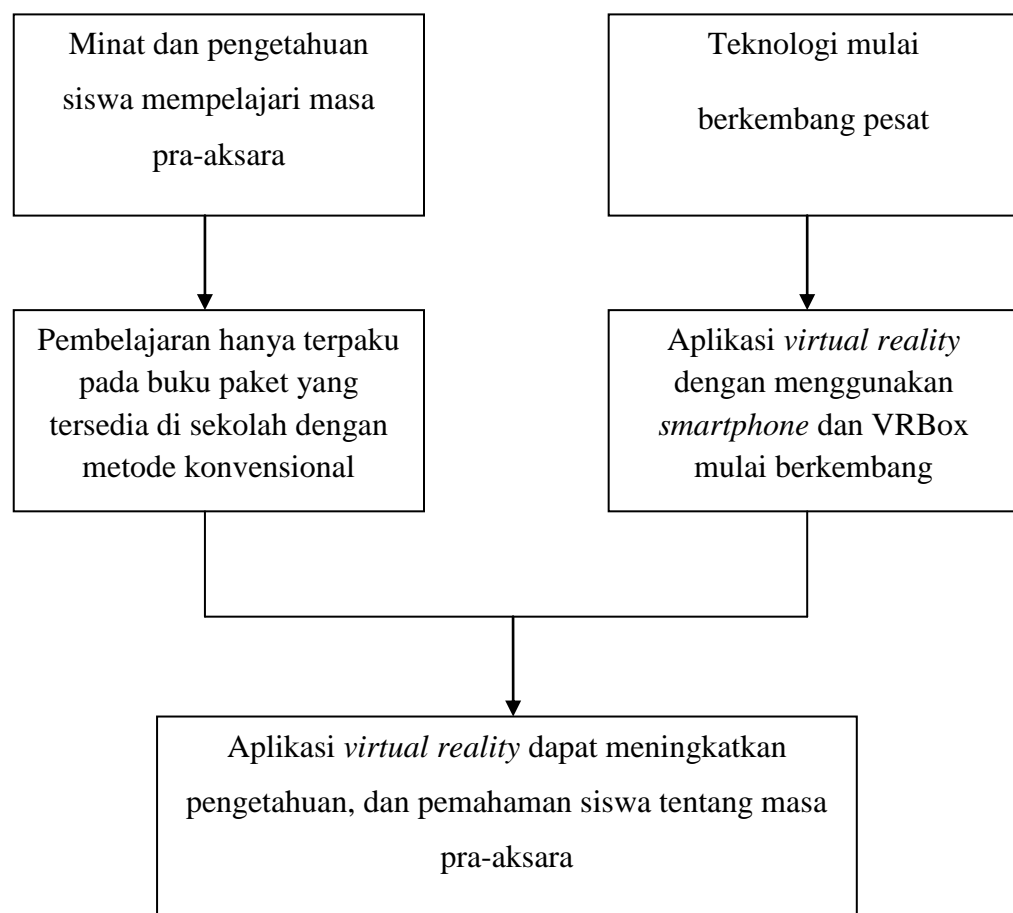 Minat dan pengetahuan
siswa mempelajari masa
pra-aksara
Teknologi mulai
berkembang pesat
Pembelajaran hanya terpaku
pada buku paket yang
tersedia di sekolah dengan
metode konvensional
Aplikasi virtual reality
dengan menggunakan
smartphone dan VRBox
mulai berkembang
Aplikasi virtual reality dapat meningkatkan
pengetahuan, dan pemahaman siswa tentang masa
pra-aksara